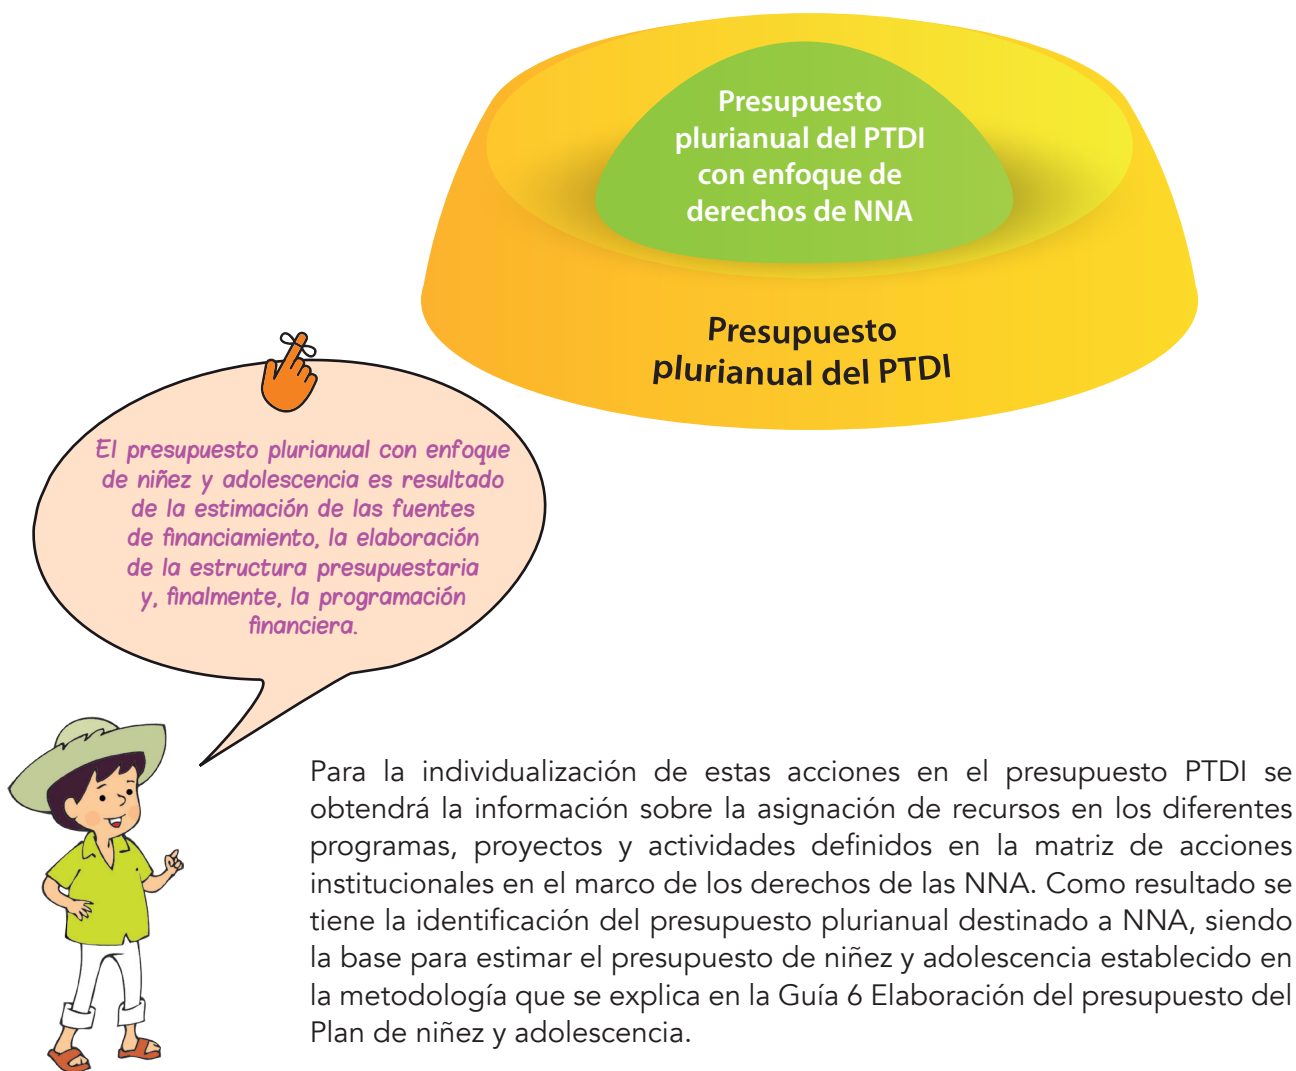 Presupuesto
plurianual del PTDI
con enfoque de
derechos de NNA
Presupuesto
plurianual del PTDI
El presupuesto plurianual con enfoque
de niñez y adolescencia es resultado
de la estimación de las fuentes
de financiamiento, la elaboración
de la estructura presupuestaria
y, finalmente, la programación
financiera.
Para la individualización de estas acciones en el presupuesto PTDI se
obtendrá la información sobre la asignación de recursos en los diferentes
programas, proyectos y actividades definidos en la matriz de acciones
institucionales en el marco de los derechos de las NNA. Como resultado se
tiene la identificación del presupuesto plurianual destinado a NNA, siendo
la base para estimar el presupuesto de niñez y adolescencia establecido en
la metodología que se explica en la Guía 6 Elaboración del presupuesto del
Plan de niñez y adolescencia.